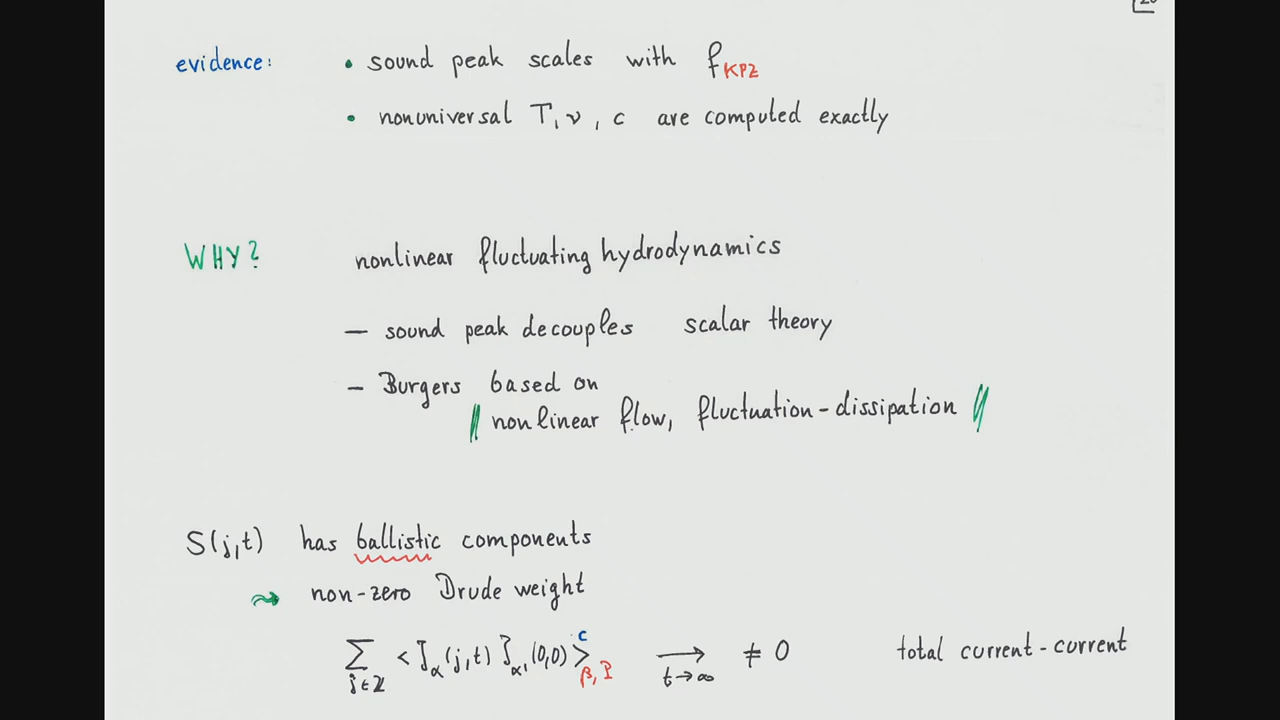 evidence: • sound peak scales with f_KPZ
• nonuniversal T, ν, c are computed exactly
WHY? nonlinear fluctuating hydrodynamics
— sound peak decouples scalar theory
— Burgers based on
nonlinear flow, fluctuation-dissipation
S(j,t) has ballistic components
⇝ non-zero Drude weight
∑_{j∈ℤ} <J_α(j,t) J_α'(0,0)>^c_{β,P} →_{t→∞} ≠ 0 total current-current